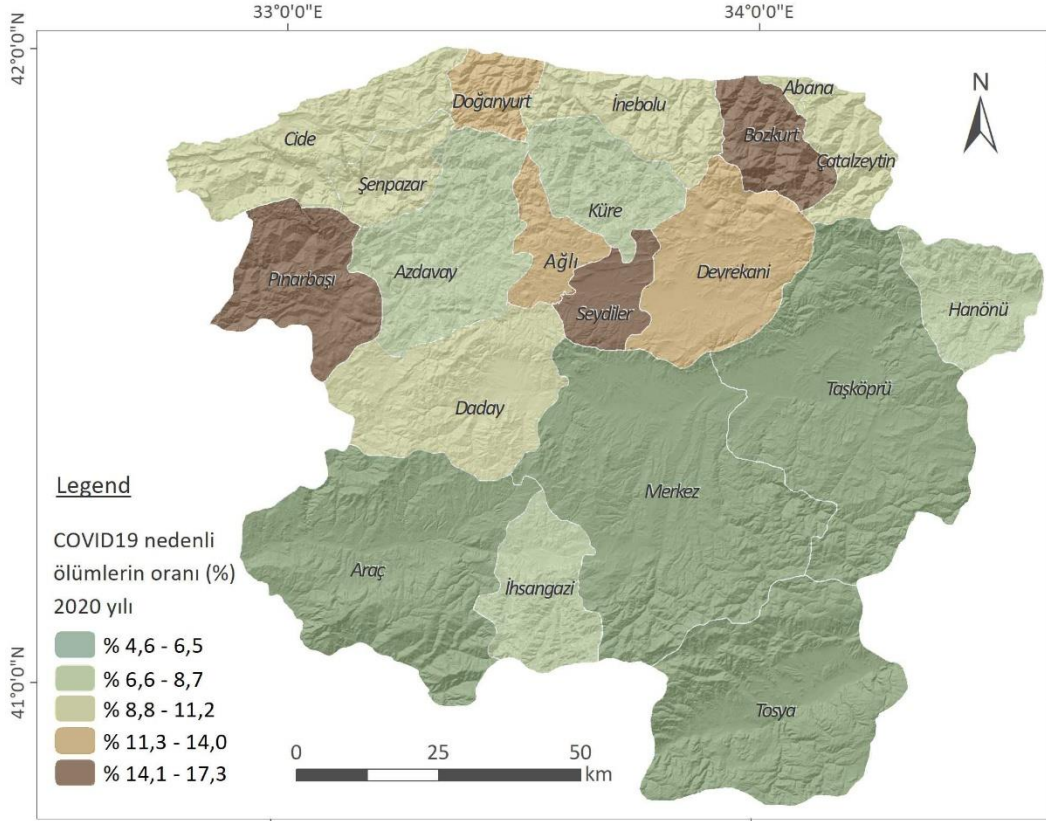 33°0'0"E
34°0'0"E
42°0'0"N
N
Doğanyurt
İnebolu
Abana
Cide
Bozkurt
Çatalzeytin
Şenpazar
Küre
Pınarbaşı
Azdavay
Ağlı
Devrekani
Seydiler
Hanönü
Taşköprü
Daday
Merkez
Araç
İhsangazi
Tosya
41°0'0"N
Legend
COVID19 nedenli
ölümlerin oranı (%)
2020 yılı
% 4,6 - 6,5
% 6,6 - 8,7
% 8,8 - 11,2
% 11,3 - 14,0
% 14,1 - 17,3
0 25 50
km